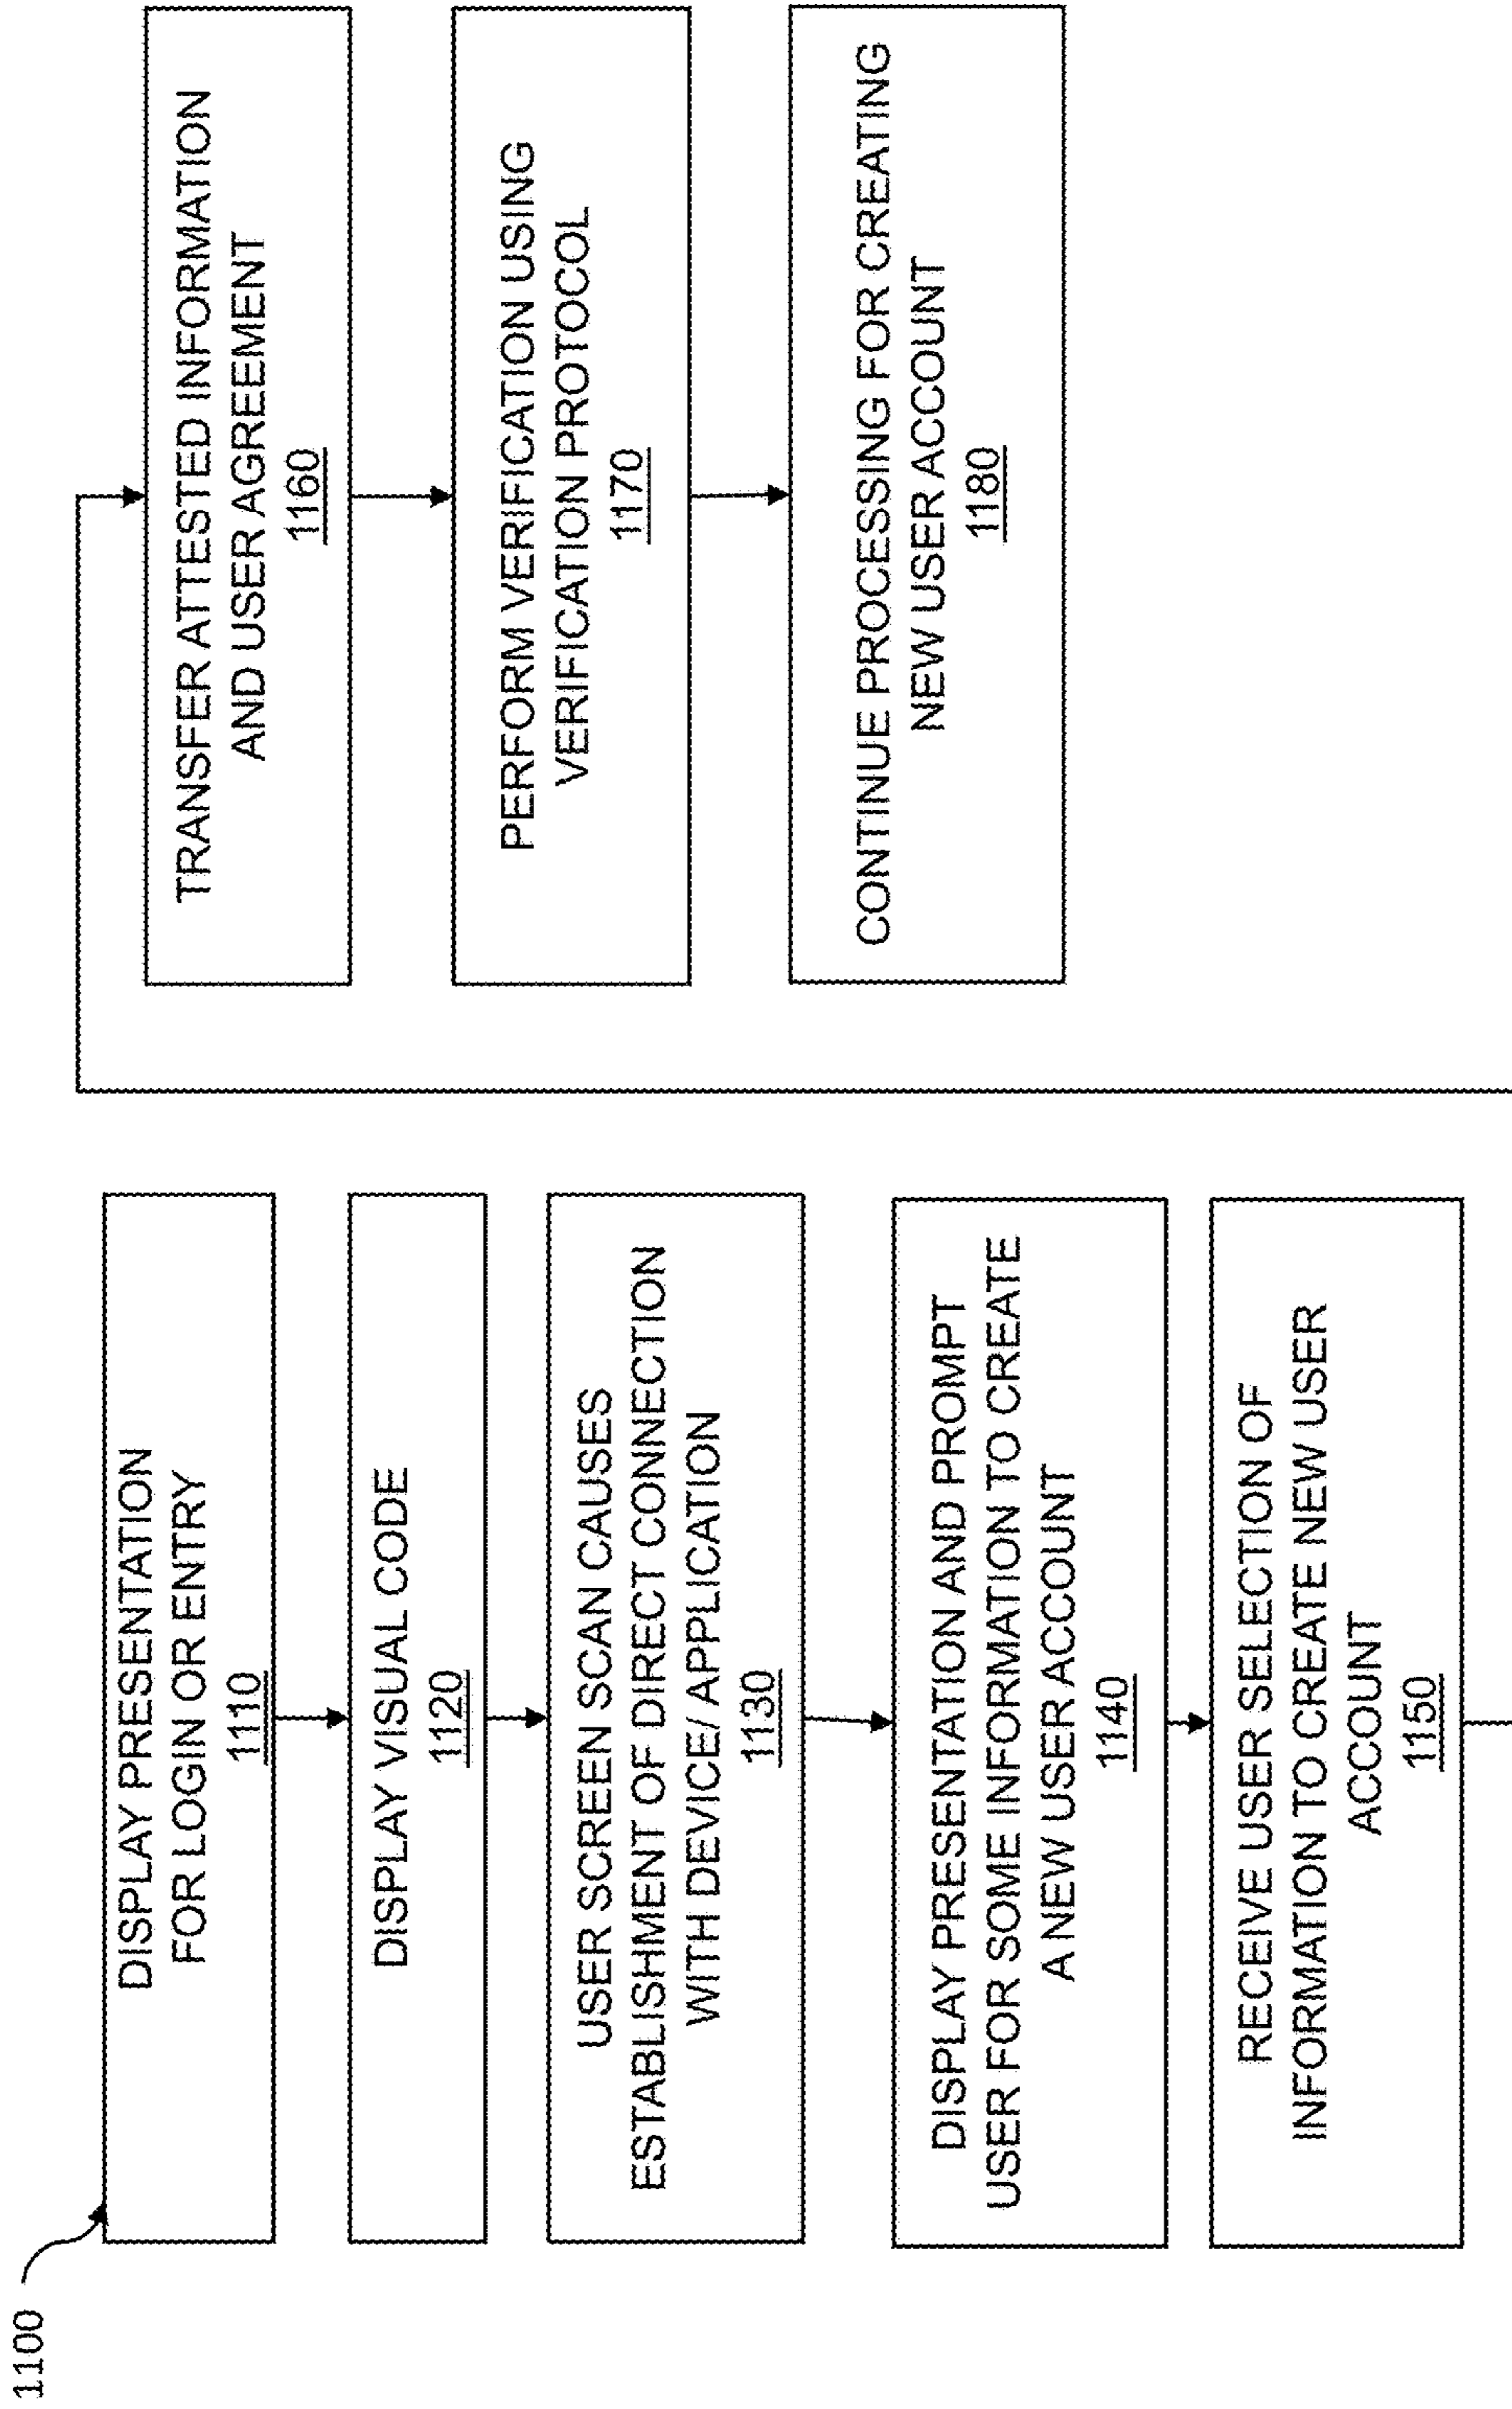 1100
DISPLAY PRESENTATION
FOR LOGIN OR ENTRY
1110
DISPLAY VISUAL CODE
1120
USER SCREEN SCAN CAUSES
ESTABLISHMENT OF DIRECT CONNECTION
WITH DEVICE/ APPLICATION
1130
DISPLAY PRESENTATION AND PROMPT
USER FOR SOME INFORMATION TO CREATE
A NEW USER ACCOUNT
1140
RECEIVE USER SELECTION OF
INFORMATION TO CREATE NEW USER
ACCOUNT
1150
TRANSFER ATTESTED INFORMATION
AND USER AGREEMENT
1160
PERFORM VERIFICATION USING
VERIFICATION PROTOCOL
1170
CONTINUE PROCESSING FOR CREATING
NEW USER ACCOUNT
1180